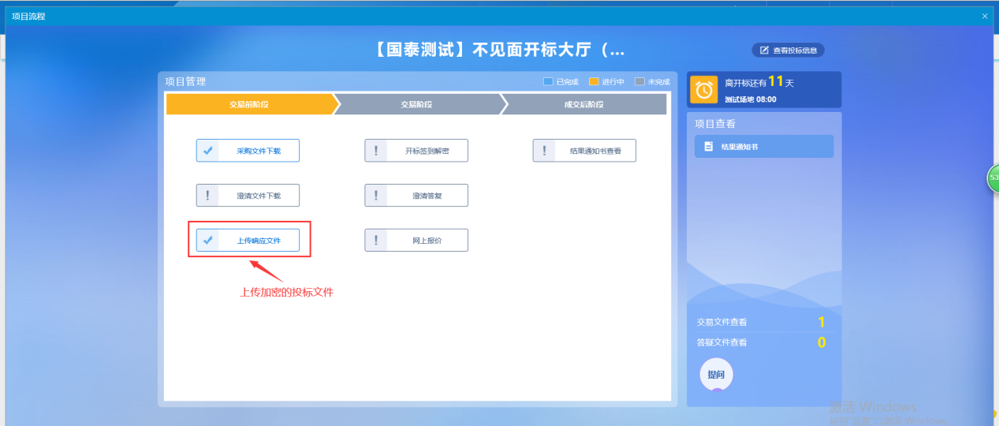 项目流程
【国泰测试】不见面开标大厅（...
查看投标信息
项目管理
已完成
进行中
未完成
离开标还有11天
测试场地 08:00
交易前阶段
交易阶段
成交后阶段
项目查看
结果通知书
采购文件下载
开标签到解密
结果通知书查看
澄清文件下载
澄清答复
上传响应文件
网上报价
上传加密的投标文件
交易文件查看 1
答疑文件查看 0
提问
53
激活 Windows